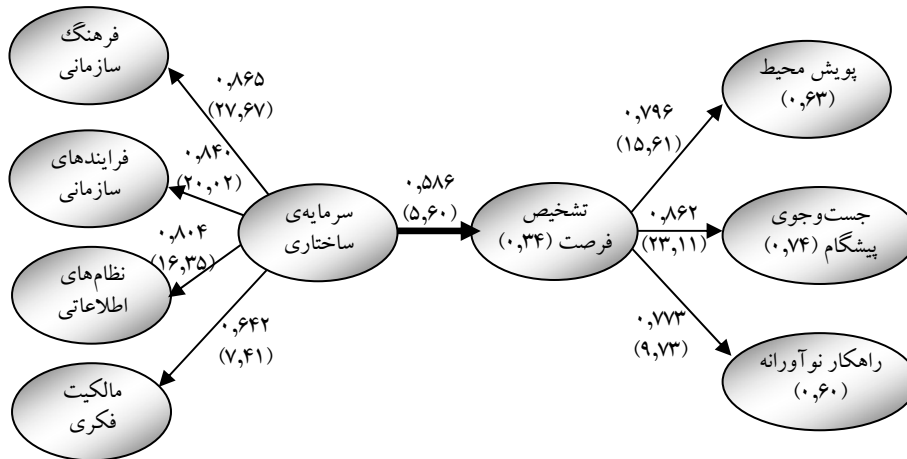 فرهنگ
سازمانی
۰,۸۶۵
(۲۷,۶۷)
فرایندهای
سازمانی
۰,۸۴۰
(۲۰,۰۲)
نظام‌های
اطلاعاتی
۰,۸۰۴
(۱۶,۳۵)
مالکیت
فکری
۰,۶۴۲
(۷,۴۱)
سرمایه‌ی
ساختاری
۰,۵۸۶
(۵,۶۰)
تشخیص
فرصت (۰,۳۴)
۰,۷۹۶
(۱۵,۶۱)
پویش محیط
(۰,۶۳)
۰,۸۶۲
(۲۳,۱۱)
جست‌وجوی
پیشگام (۰,۷۴)
۰,۷۷۳
(۹,۷۳)
راهکار نوآورانه
(۰,۶۰)